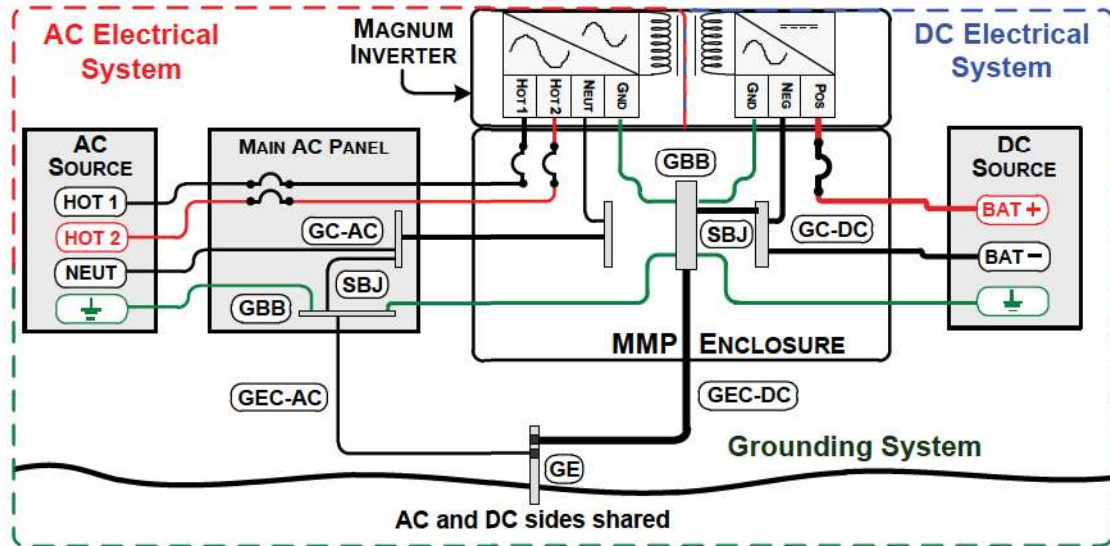 AC Electrical
System
MAGNUM
INVERTER
DC Electrical
System
HOT 1
HOT 2
NEUT
GND
GND
NEG
POS
AC
SOURCE
HOT 1
HOT 2
NEUT
MAIN AC PANEL
GC-AC
SBJ
GBB
GBB
SBJ
GC-DC
DC
SOURCE
BAT +
BAT −
MMP ENCLOSURE
GEC-AC
GEC-DC
GE
Grounding System
AC and DC sides shared